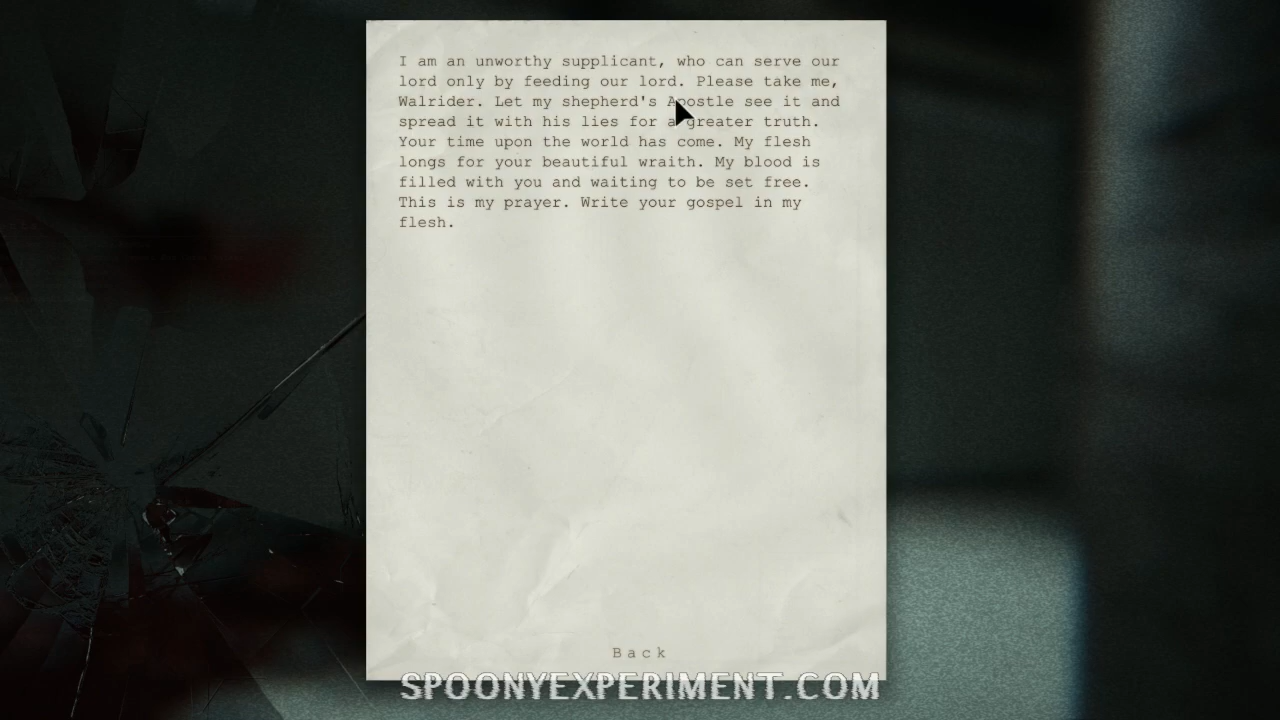 I am an unworthy supplicant, who can serve our
lord only by feeding our lord. Please take me,
Walrider. Let my shepherd's Apostle see it and
spread it with his lies for a greater truth.
Your time upon the world has come. My flesh
longs for your beautiful wraith. My blood is
filled with you and waiting to be set free.
This is my prayer. Write your gospel in my
flesh.
Back
SPOONYEXPERIMENT.COM